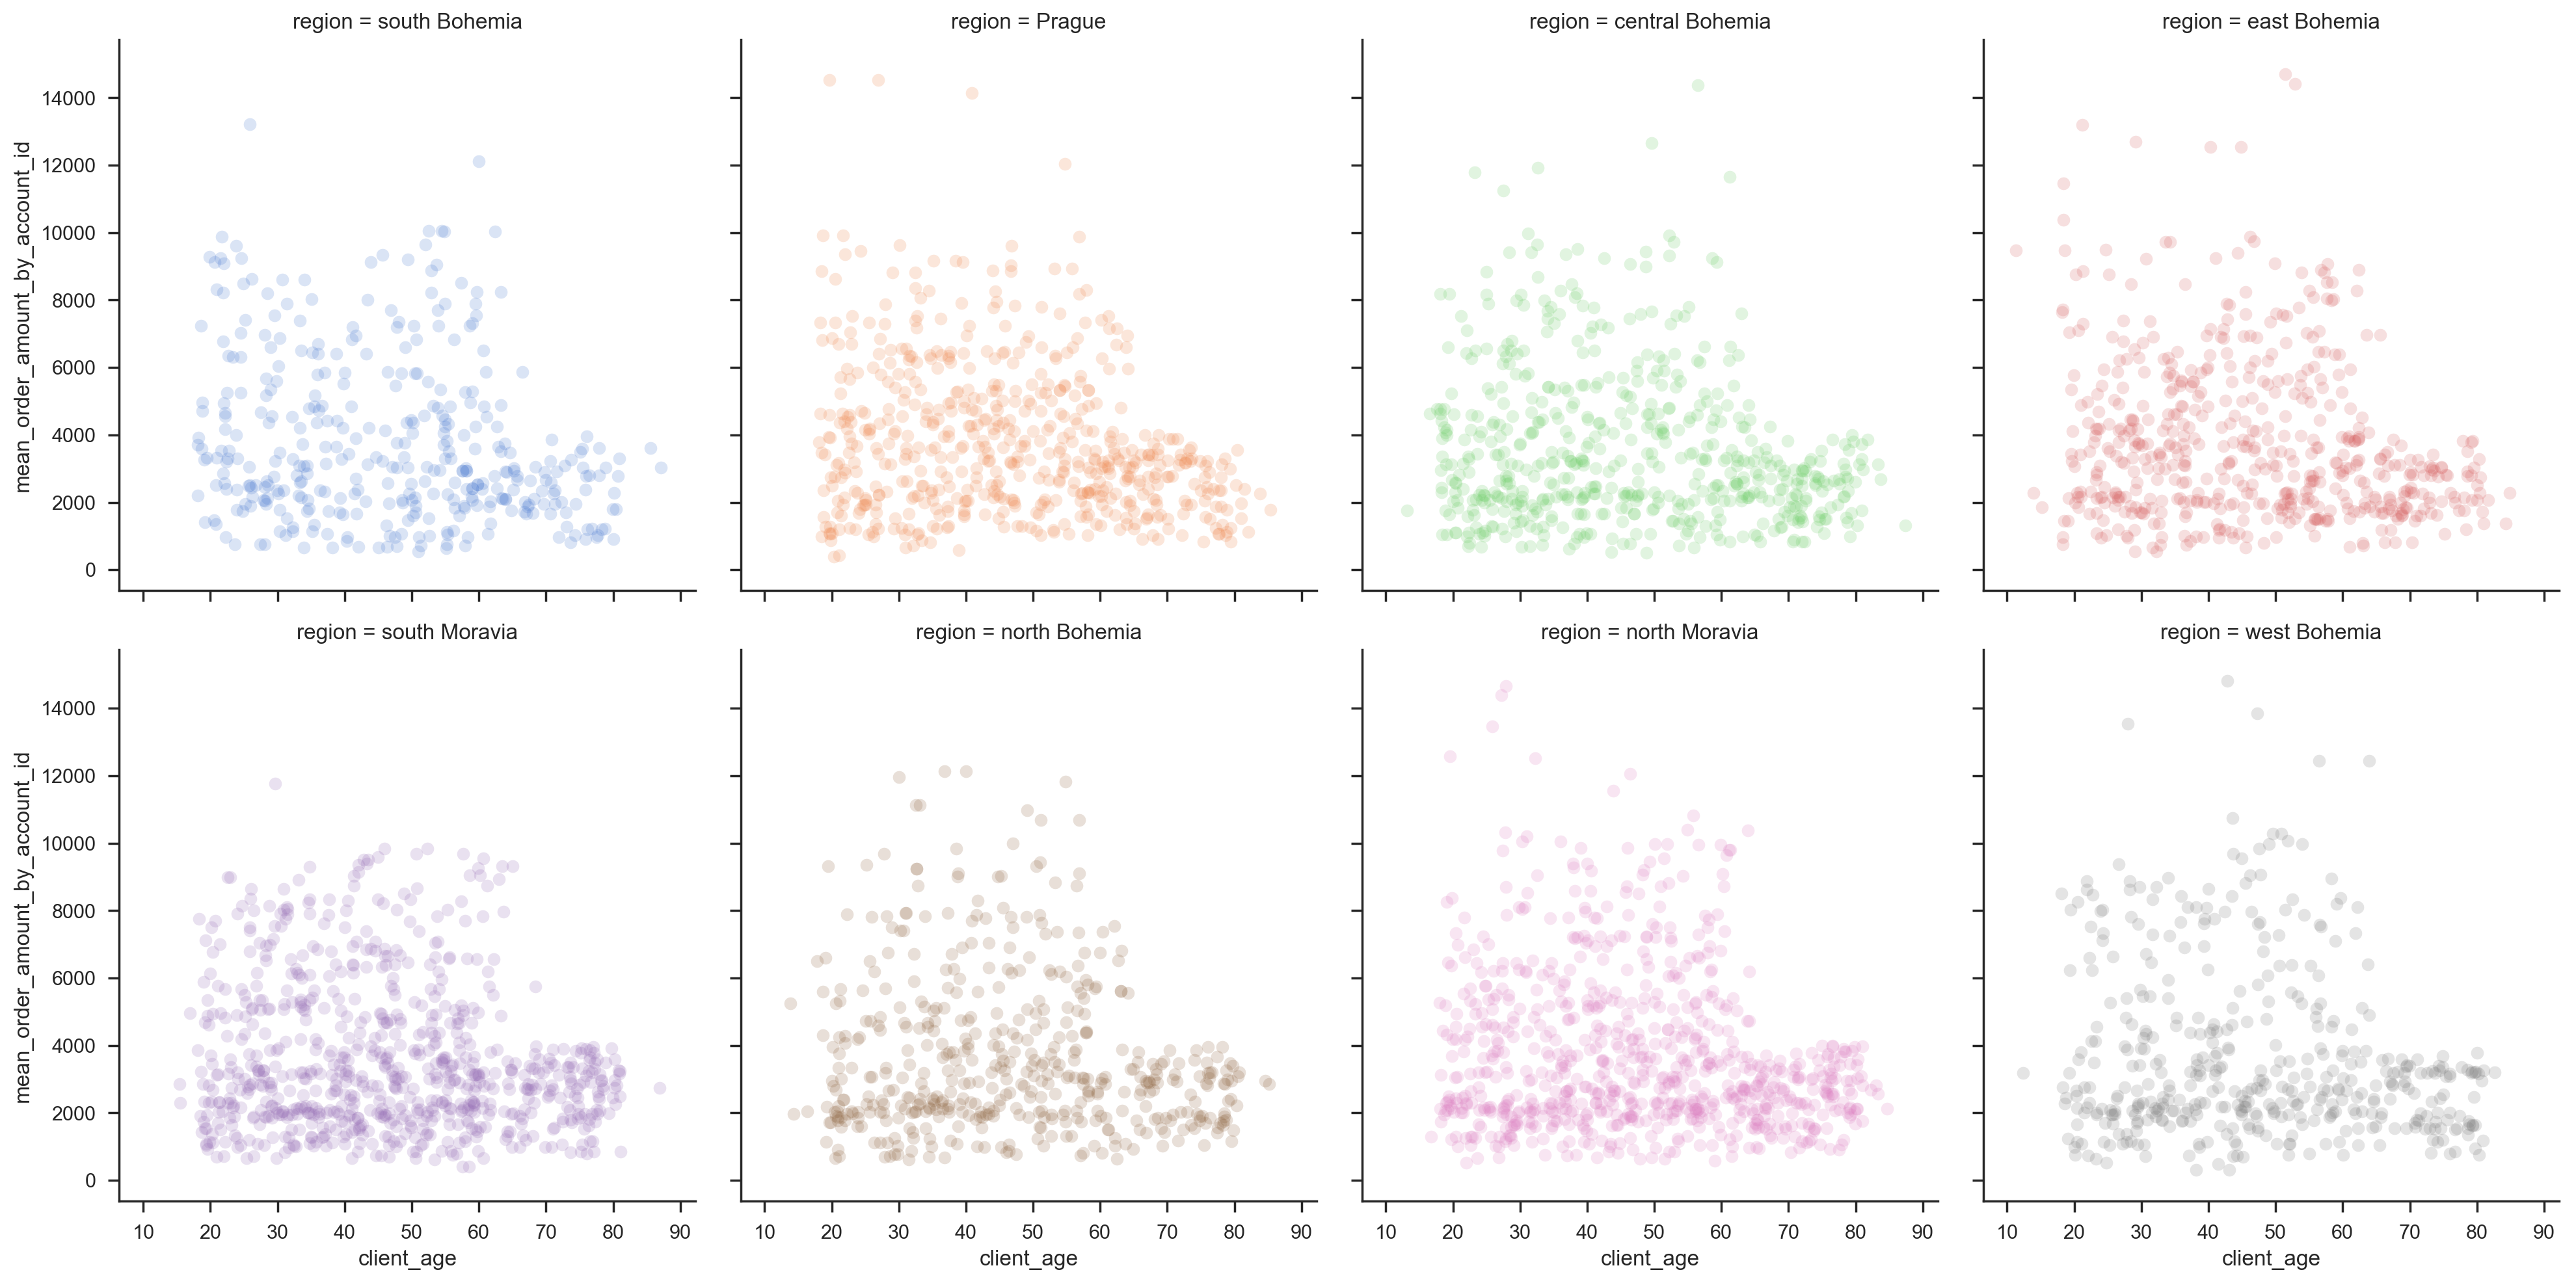 region = south Bohemia
region = Prague
region = central Bohemia
region = east Bohemia
mean_order_amount_by_account_id
14000
12000
10000
8000
6000
4000
2000
0
region = south Moravia
region = north Bohemia
region = north Moravia
region = west Bohemia
mean_order_amount_by_account_id
14000
12000
10000
8000
6000
4000
2000
0
10 20 30 40 50 60 70 80 90
10 20 30 40 50 60 70 80 90
10 20 30 40 50 60 70 80 90
10 20 30 40 50 60 70 80 90
client_age
client_age
client_age
client_age